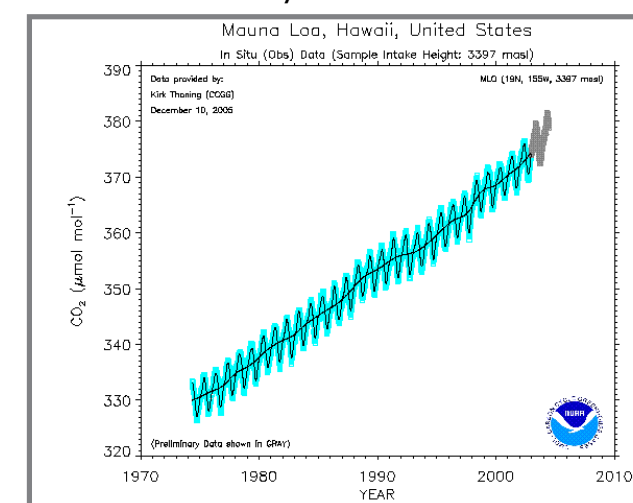 Mauna Loa, Hawaii, United States
In Situ (Obs) Data (Sample Intake Height: 3397 masl)
Data provided by:
Kirk Thoning (CCGG)
December 10, 2005
MLO (19N, 155W, 3397 masl)
390
380
370
360
350
340
330
320
CO₂ (μmol mol⁻¹)
(Preliminary Data shown in GRAY)
NOAA
1970
1980
1990
2000
2010
YEAR